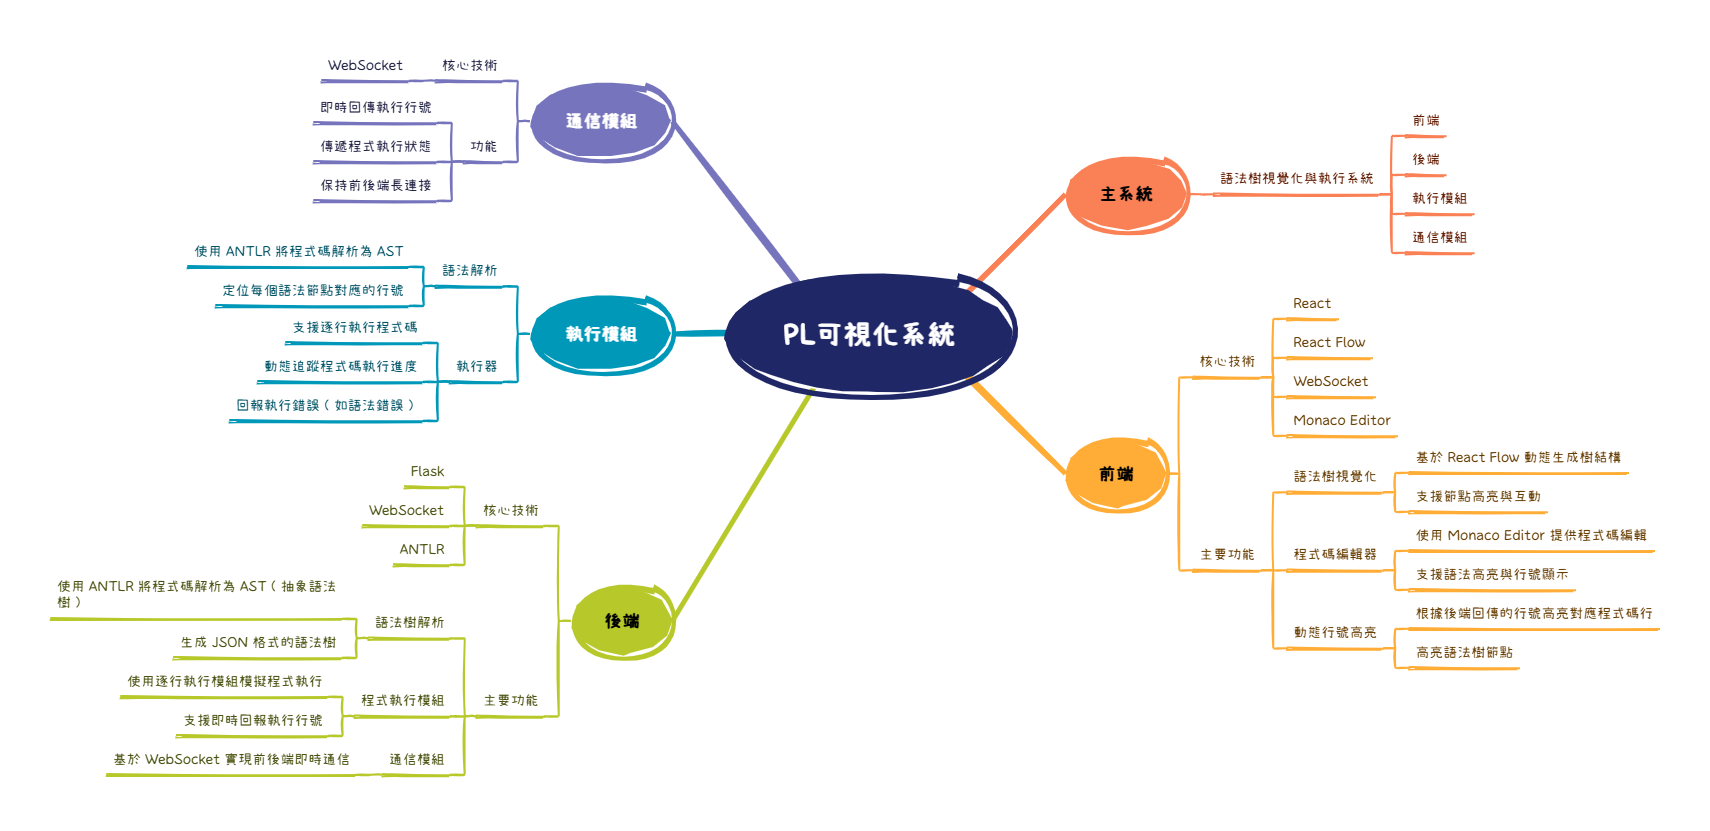 PL可視化系統
主系統
語法樹視覺化與執行系統
前端
後端
執行模組
通信模組
前端
核心技術
React
React Flow
WebSocket
Monaco Editor
主要功能
語法樹視覺化
基於 React Flow 動態生成樹結構
支援節點高亮與互動
程式碼編輯器
使用 Monaco Editor 提供程式碼編輯
支援語法高亮與行號顯示
動態行號高亮
根據後端回傳的行號高亮對應程式碼行
高亮語法樹節點
通信模組
核心技術
WebSocket
功能
即時回傳執行行號
傳遞程式執行狀態
保持前後端長連接
執行模組
語法解析
使用 ANTLR 將程式碼解析為 AST
定位每個語法節點對應的行號
執行器
支援逐行執行程式碼
動態追蹤程式碼執行進度
回報執行錯誤（如語法錯誤）
後端
核心技術
Flask
WebSocket
ANTLR
主要功能
語法樹解析
使用 ANTLR 將程式碼解析為 AST（抽象語法
樹）
生成 JSON 格式的語法樹
程式執行模組
使用逐行執行模組模擬程式執行
支援即時回報執行行號
通信模組
基於 WebSocket 實現前後端即時通信